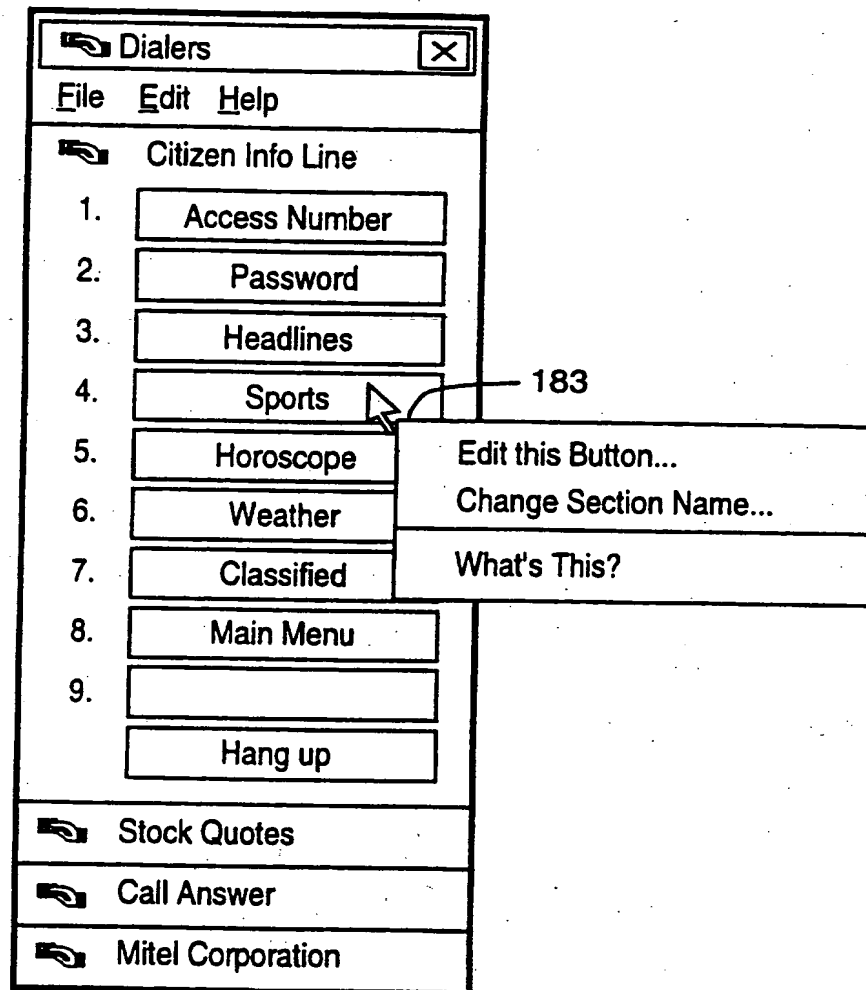 Dialers
File Edit Help
Citizen Info Line
1. Access Number
2. Password
3. Headlines
4. Sports
183
5. Horoscope
Edit this Button...
Change Section Name...
6. Weather
What's This?
7. Classified
8. Main Menu
9.
Hang up
Stock Quotes
Call Answer
Mitel Corporation